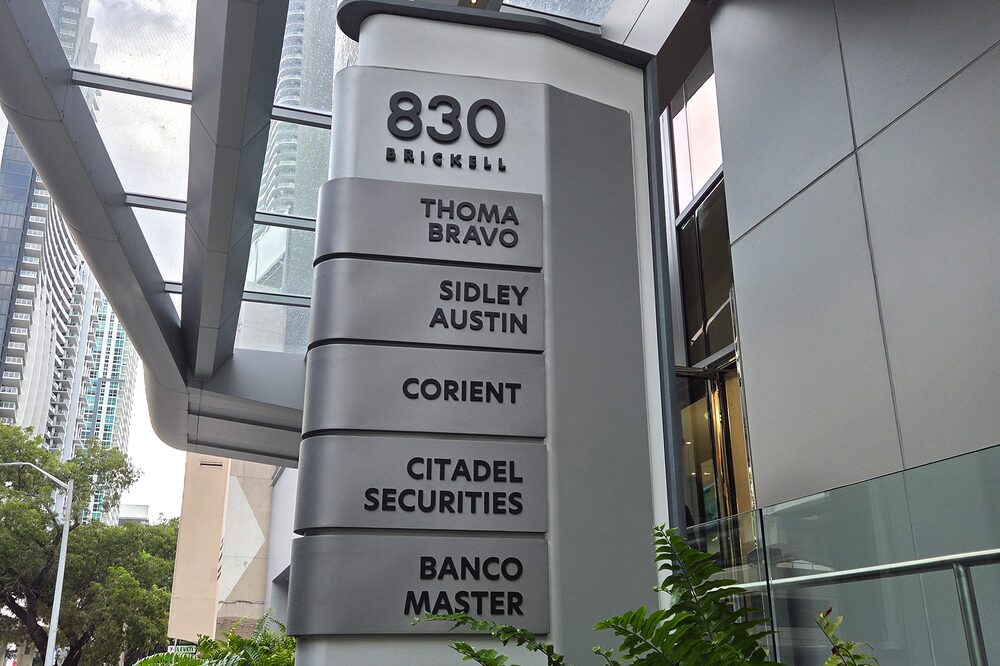 830
BRICKELL
THOMA
BRAVO
SIDLEY
AUSTIN
CORIENT
CITADEL
SECURITIES
BANCO
MASTER